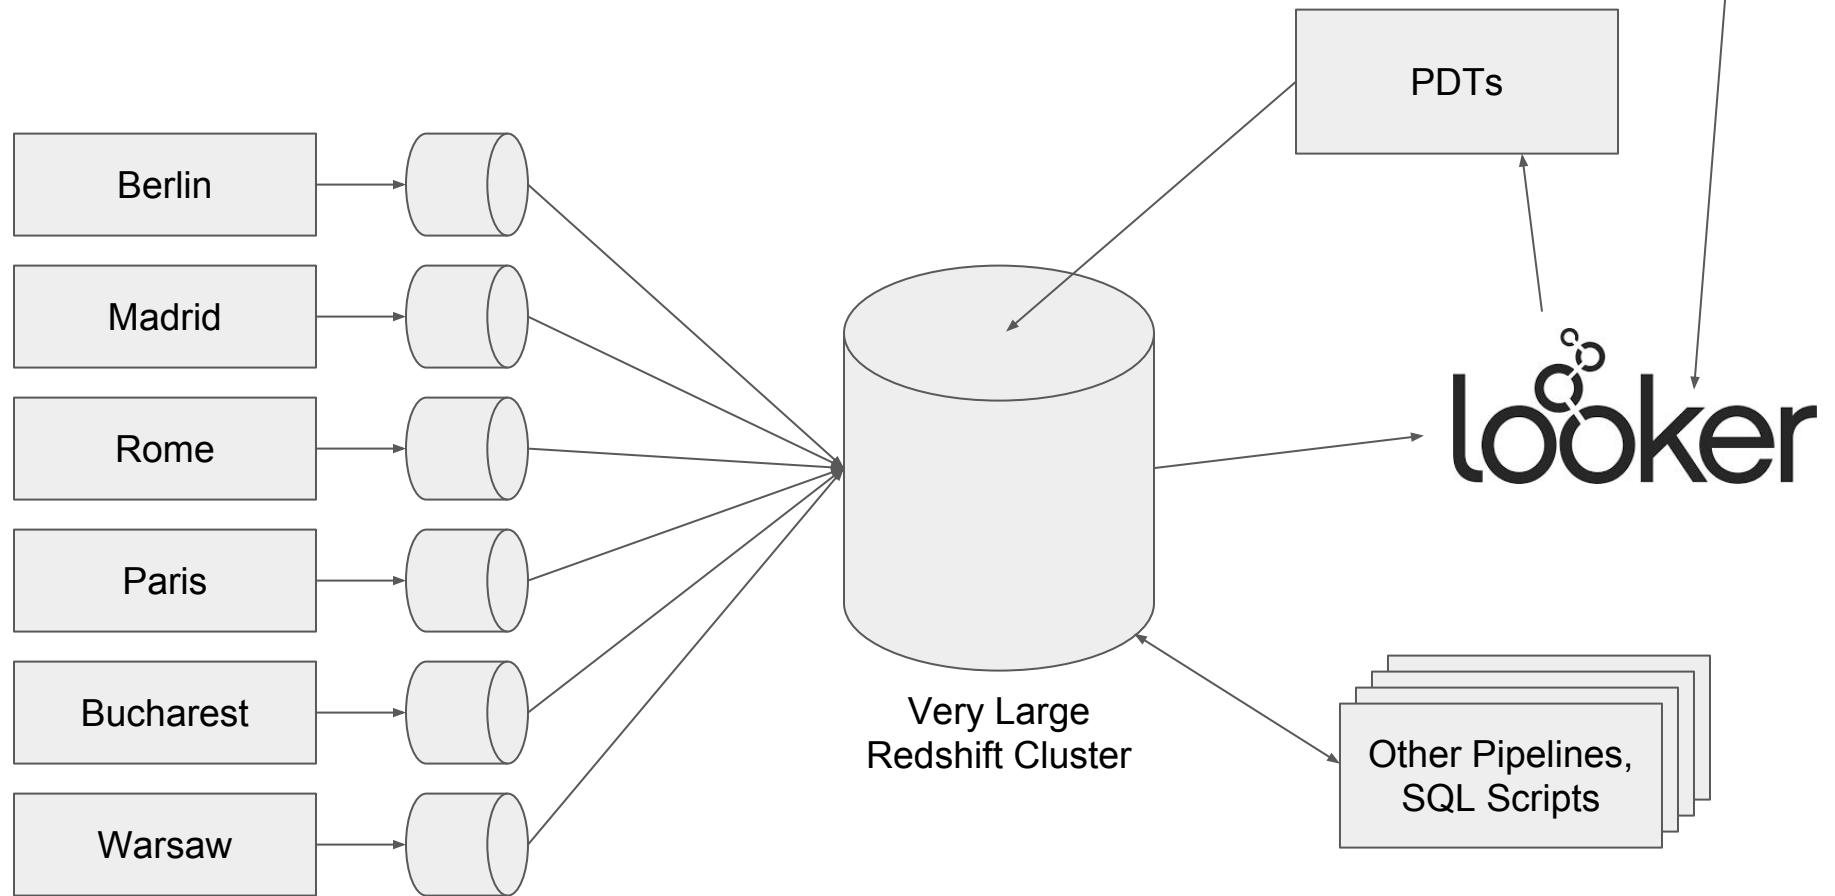 PDTs
Berlin
Madrid
Rome
Paris
Bucharest
Warsaw
Very Large
Redshift Cluster
looker
Other Pipelines,
SQL Scripts